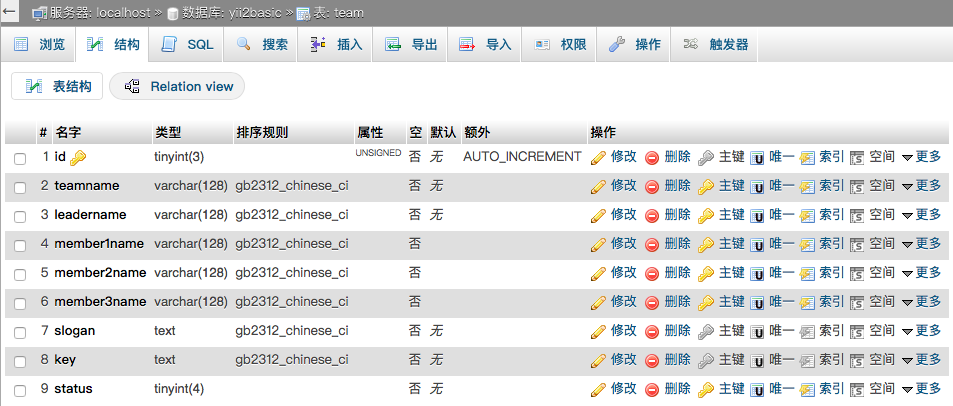 服务器: localhost » 数据库: yii2basic » 表: team
浏览 结构 SQL 搜索 插入 导出 导入 权限 操作 触发器
表结构 Relation view
# 名字 类型 排序规则 属性 空 默认 额外 操作
1 id tinyint(3) UNSIGNED 否 无 AUTO_INCREMENT 修改 删除 主键 唯一 索引 空间 更多
2 teamname varchar(128) gb2312_chinese_ci 否 无 修改 删除 主键 唯一 索引 空间 更多
3 leadername varchar(128) gb2312_chinese_ci 否 无 修改 删除 主键 唯一 索引 空间 更多
4 member1name varchar(128) gb2312_chinese_ci 否 修改 删除 主键 唯一 索引 空间 更多
5 member2name varchar(128) gb2312_chinese_ci 否 修改 删除 主键 唯一 索引 空间 更多
6 member3name varchar(128) gb2312_chinese_ci 否 修改 删除 主键 唯一 索引 空间 更多
7 slogan text gb2312_chinese_ci 否 无 修改 删除 主键 唯一 索引 空间 更多
8 key text gb2312_chinese_ci 否 无 修改 删除 主键 唯一 索引 空间 更多
9 status tinyint(4) 否 无 修改 删除 主键 唯一 索引 空间 更多